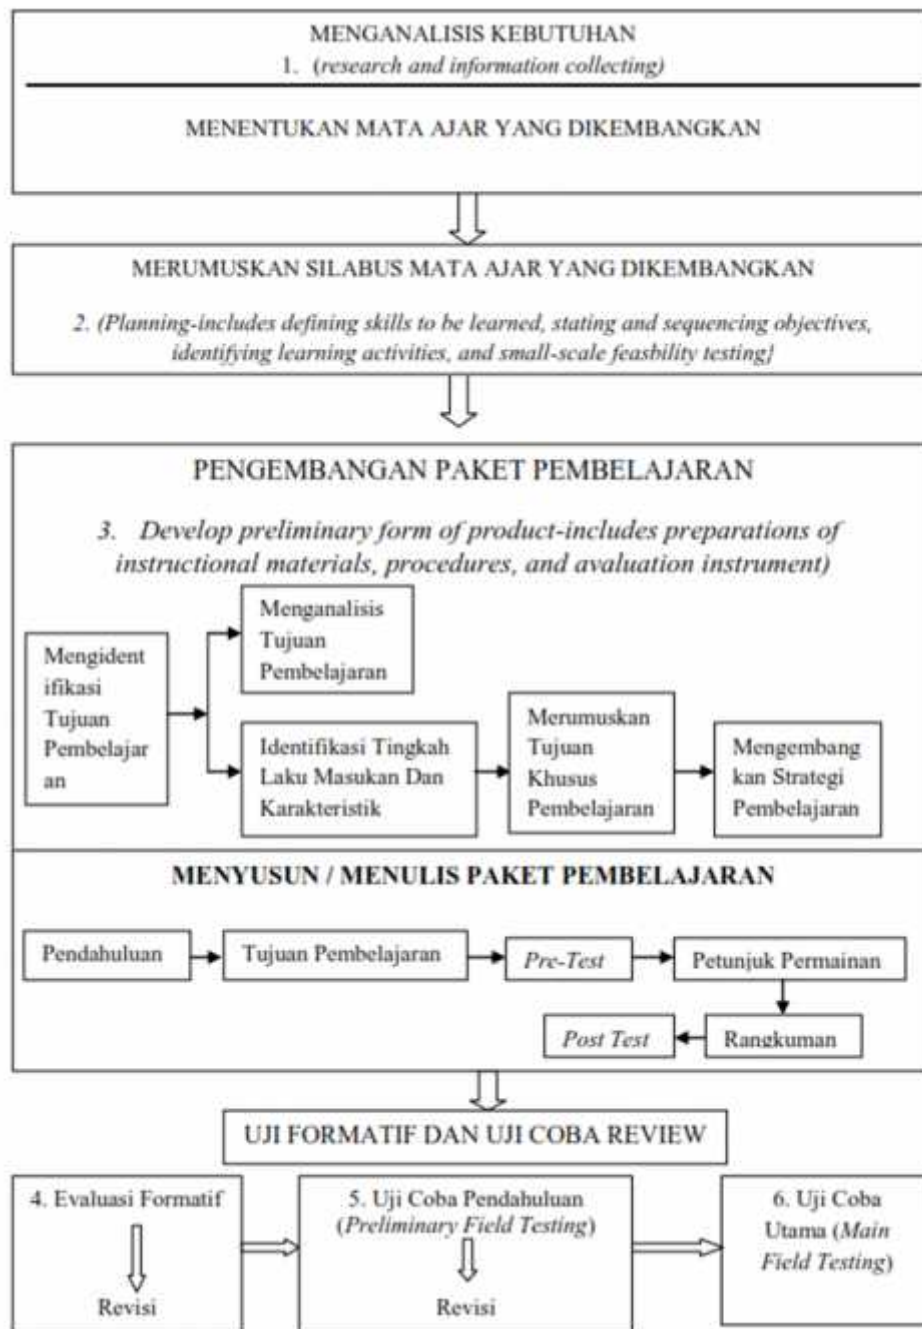 MENGANALISIS KEBUTUHAN
1. (research and information collecting)
MENENTUKAN MATA AJAR YANG DIKEMBANGKAN
MERUMUSKAN SILABUS MATA AJAR YANG DIKEMBANGKAN
2. (Planning-includes defining skills to be learned, stating and sequencing objectives,
identifying learning activities, and small-scale feasbility testing}
PENGEMBANGAN PAKET PEMBELAJARAN
3. Develop preliminary form of product-includes preparations of
instructional materials, procedures, and avaluation instrument)
Mengident
ifikasi
Tujuan
Pembelajar
an
Menganalisis
Tujuan
Pembelajaran
Identifikasi Tingkah
Laku Masukan Dan
Karakteristik
Merumuskan
Tujuan
Khusus
Pembelajaran
Mengembang
kan Strategi
Pembelajaran
MENYUSUN / MENULIS PAKET PEMBELAJARAN
Pendahuluan
Tujuan Pembelajaran
Pre-Test
Petunjuk Permainan
Post Test
Rangkuman
UJI FORMATIF DAN UJI COBA REVIEW
4. Evaluasi Formatif
Revisi
5. Uji Coba Pendahuluan
(Preliminary Field Testing)
Revisi
6. Uji Coba
Utama (Main
Field Testing)